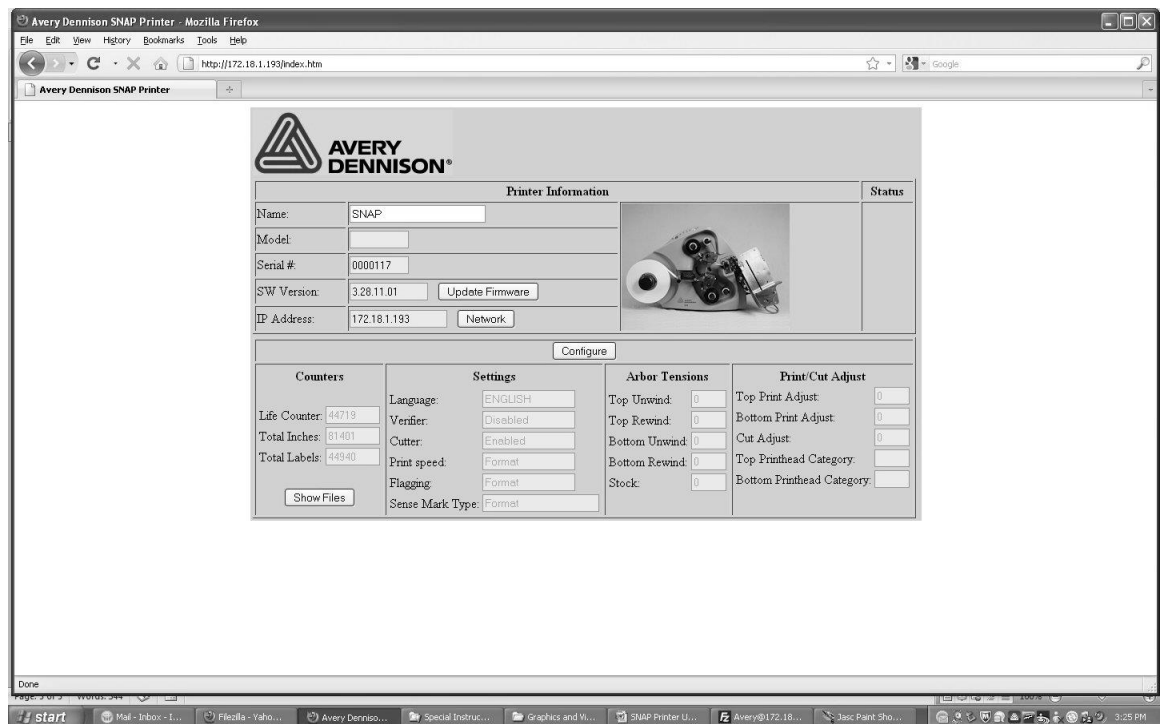 Avery Dennison SNAP Printer - Mozilla Firefox
File Edit View History Bookmarks Tools Help
http://172.18.1.193/index.htm
Google
Avery Dennison SNAP Printer
AVERY
DENNISON®
Printer Information Status
Name: SNAP
Model:
Serial #: 0000117
SW Version: 3.28.11.01 Update Firmware
IP Address: 172.18.1.193 Network
Configure
Counters
Life Counter: 44719
Total Inches: 81401
Total Labels: 44940
Show Files
Settings
Language: ENGLISH
Verifier: Disabled
Cutter: Enabled
Print speed: Format
Flagging: Format
Sense Mark Type: Format
Arbor Tensions
Top Unwind: 0
Top Rewind: 0
Bottom Unwind: 0
Bottom Rewind: 0
Stock: 0
Print/Cut Adjust
Top Print Adjust: 0
Bottom Print Adjust: 0
Cut Adjust: 0
Top Printhead Category:
Bottom Printhead Category:
Done
start Mail - Inbox - I... Filezilla - Yaho... Avery Denniso... Special Instruc... Graphics and Vi... SNAP Printer U... Avery@172.18... Jasc Paint Sho... 3:25 PM